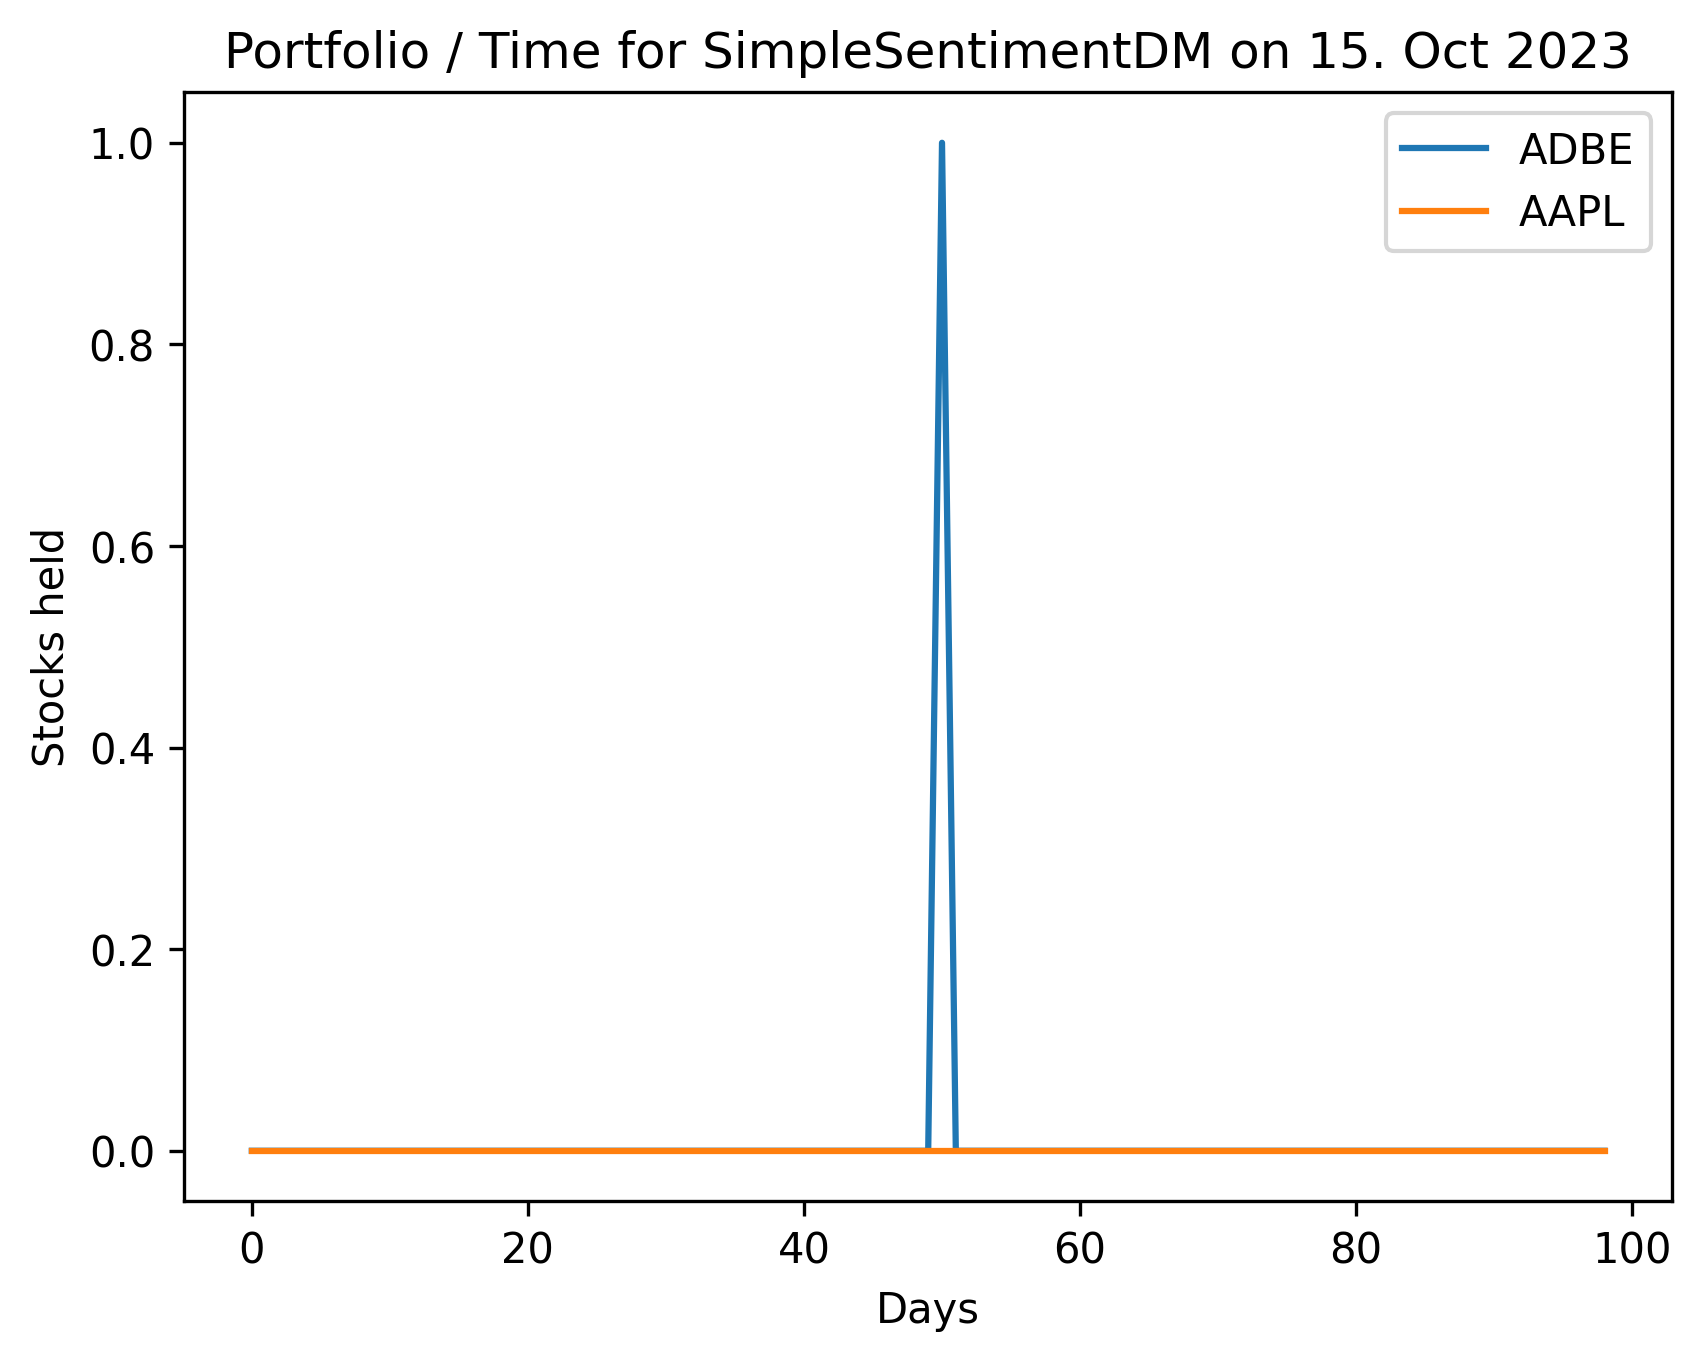 Portfolio / Time for SimpleSentimentDM on 15. Oct 2023
ADBE
AAPL
1.0
0.8
0.6
0.4
0.2
0.0
Stocks held
0 20 40 60 80 100
Days